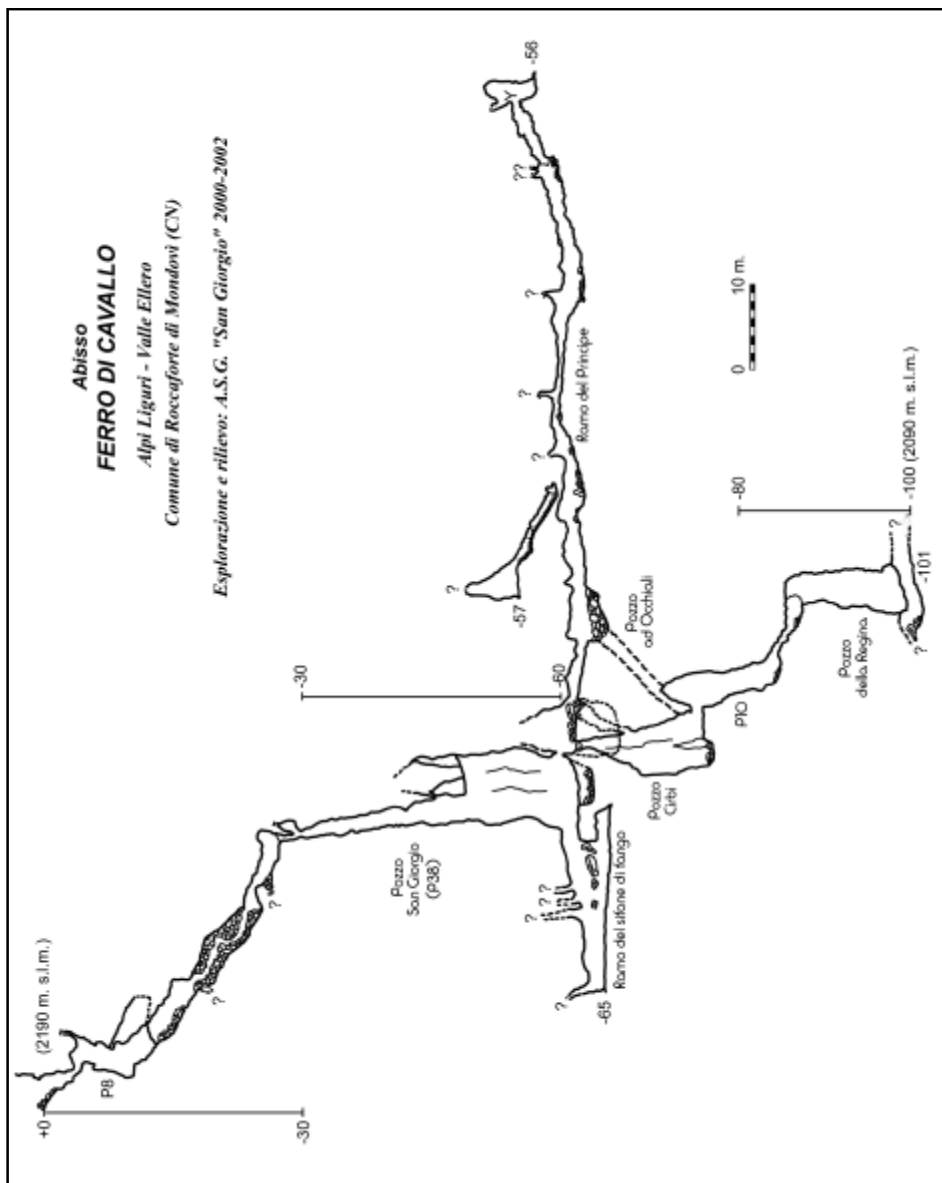 Abisso
FERRO DI CAVALLO
Alpi Liguri - Valle Ellero
Comune di Roccaforte di Mondovì (CN)
Esplorazione e rilievo: A.S.G. "San Giorgio" 2000-2002
+0
(2190 m. s.l.m.)
P8
-30
?
?
Pozzo
San Giorgio
(P38)
-30
-60
?
-57
?
?
?
??
-56
Ramo del Principe
? ?
?
?
-65
Ramo del sifone di fango
Pozzo
Cirbi
Pozzo
ad Occhiali
P10
Pozzo
della Regina
0 10 m.
-80
-100 (2090 m. s.l.m.)
?
?
-101